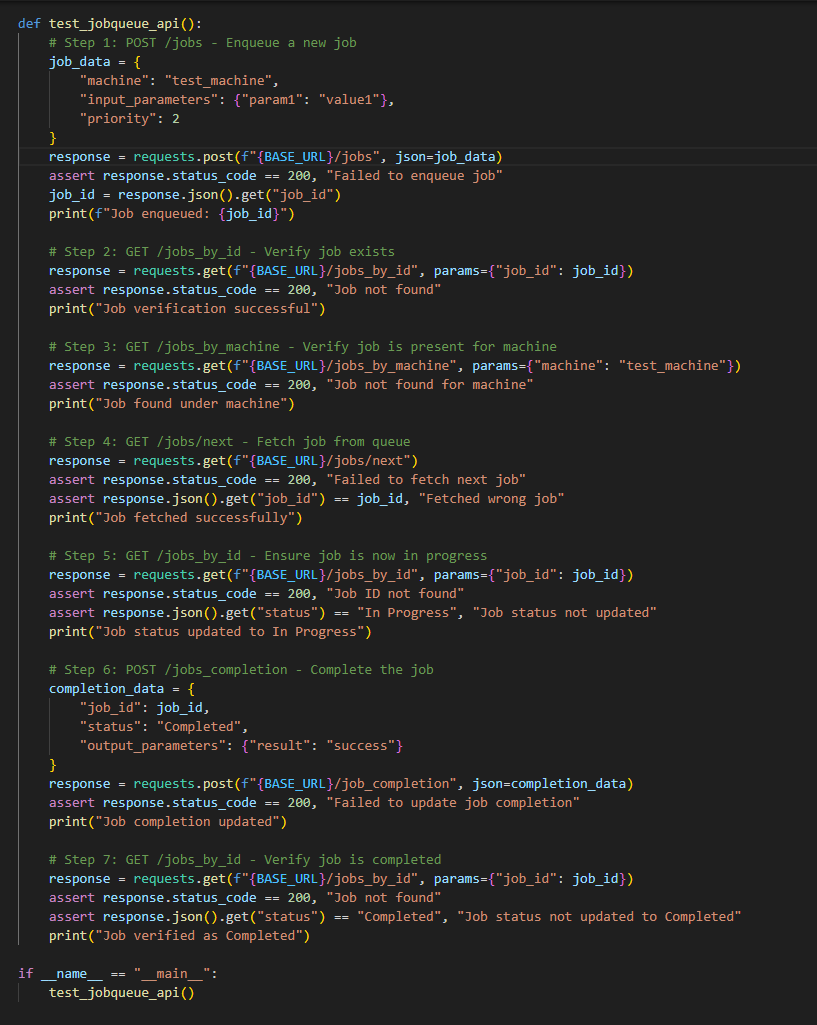 def test_jobqueue_api():
    # Step 1: POST /jobs - Enqueue a new job
    job_data = {
        "machine": "test_machine",
        "input_parameters": {"param1": "value1"},
        "priority": 2
    }
    response = requests.post(f"{BASE_URL}/jobs", json=job_data)
    assert response.status_code == 200, "Failed to enqueue job"
    job_id = response.json().get("job_id")
    print(f"Job enqueued: {job_id}")

    # Step 2: GET /jobs_by_id - Verify job exists
    response = requests.get(f"{BASE_URL}/jobs_by_id", params={"job_id": job_id})
    assert response.status_code == 200, "Job not found"
    print("Job verification successful")

    # Step 3: GET /jobs_by_machine - Verify job is present for machine
    response = requests.get(f"{BASE_URL}/jobs_by_machine", params={"machine": "test_machine"})
    assert response.status_code == 200, "Job not found for machine"
    print("Job found under machine")

    # Step 4: GET /jobs/next - Fetch job from queue
    response = requests.get(f"{BASE_URL}/jobs/next")
    assert response.status_code == 200, "Failed to fetch next job"
    assert response.json().get("job_id") == job_id, "Fetched wrong job"
    print("Job fetched successfully")

    # Step 5: GET /jobs_by_id - Ensure job is now in progress
    response = requests.get(f"{BASE_URL}/jobs_by_id", params={"job_id": job_id})
    assert response.status_code == 200, "Job ID not found"
    assert response.json().get("status") == "In Progress", "Job status not updated"
    print("Job status updated to In Progress")

    # Step 6: POST /jobs_completion - Complete the job
    completion_data = {
        "job_id": job_id,
        "status": "Completed",
        "output_parameters": {"result": "success"}
    }
    response = requests.post(f"{BASE_URL}/job_completion", json=completion_data)
    assert response.status_code == 200, "Failed to update job completion"
    print("Job completion updated")

    # Step 7: GET /jobs_by_id - Verify job is completed
    response = requests.get(f"{BASE_URL}/jobs_by_id", params={"job_id": job_id})
    assert response.status_code == 200, "Job not found"
    assert response.json().get("status") == "Completed", "Job status not updated to Completed"
    print("Job verified as Completed")

if __name__ == "__main__":
    test_jobqueue_api()